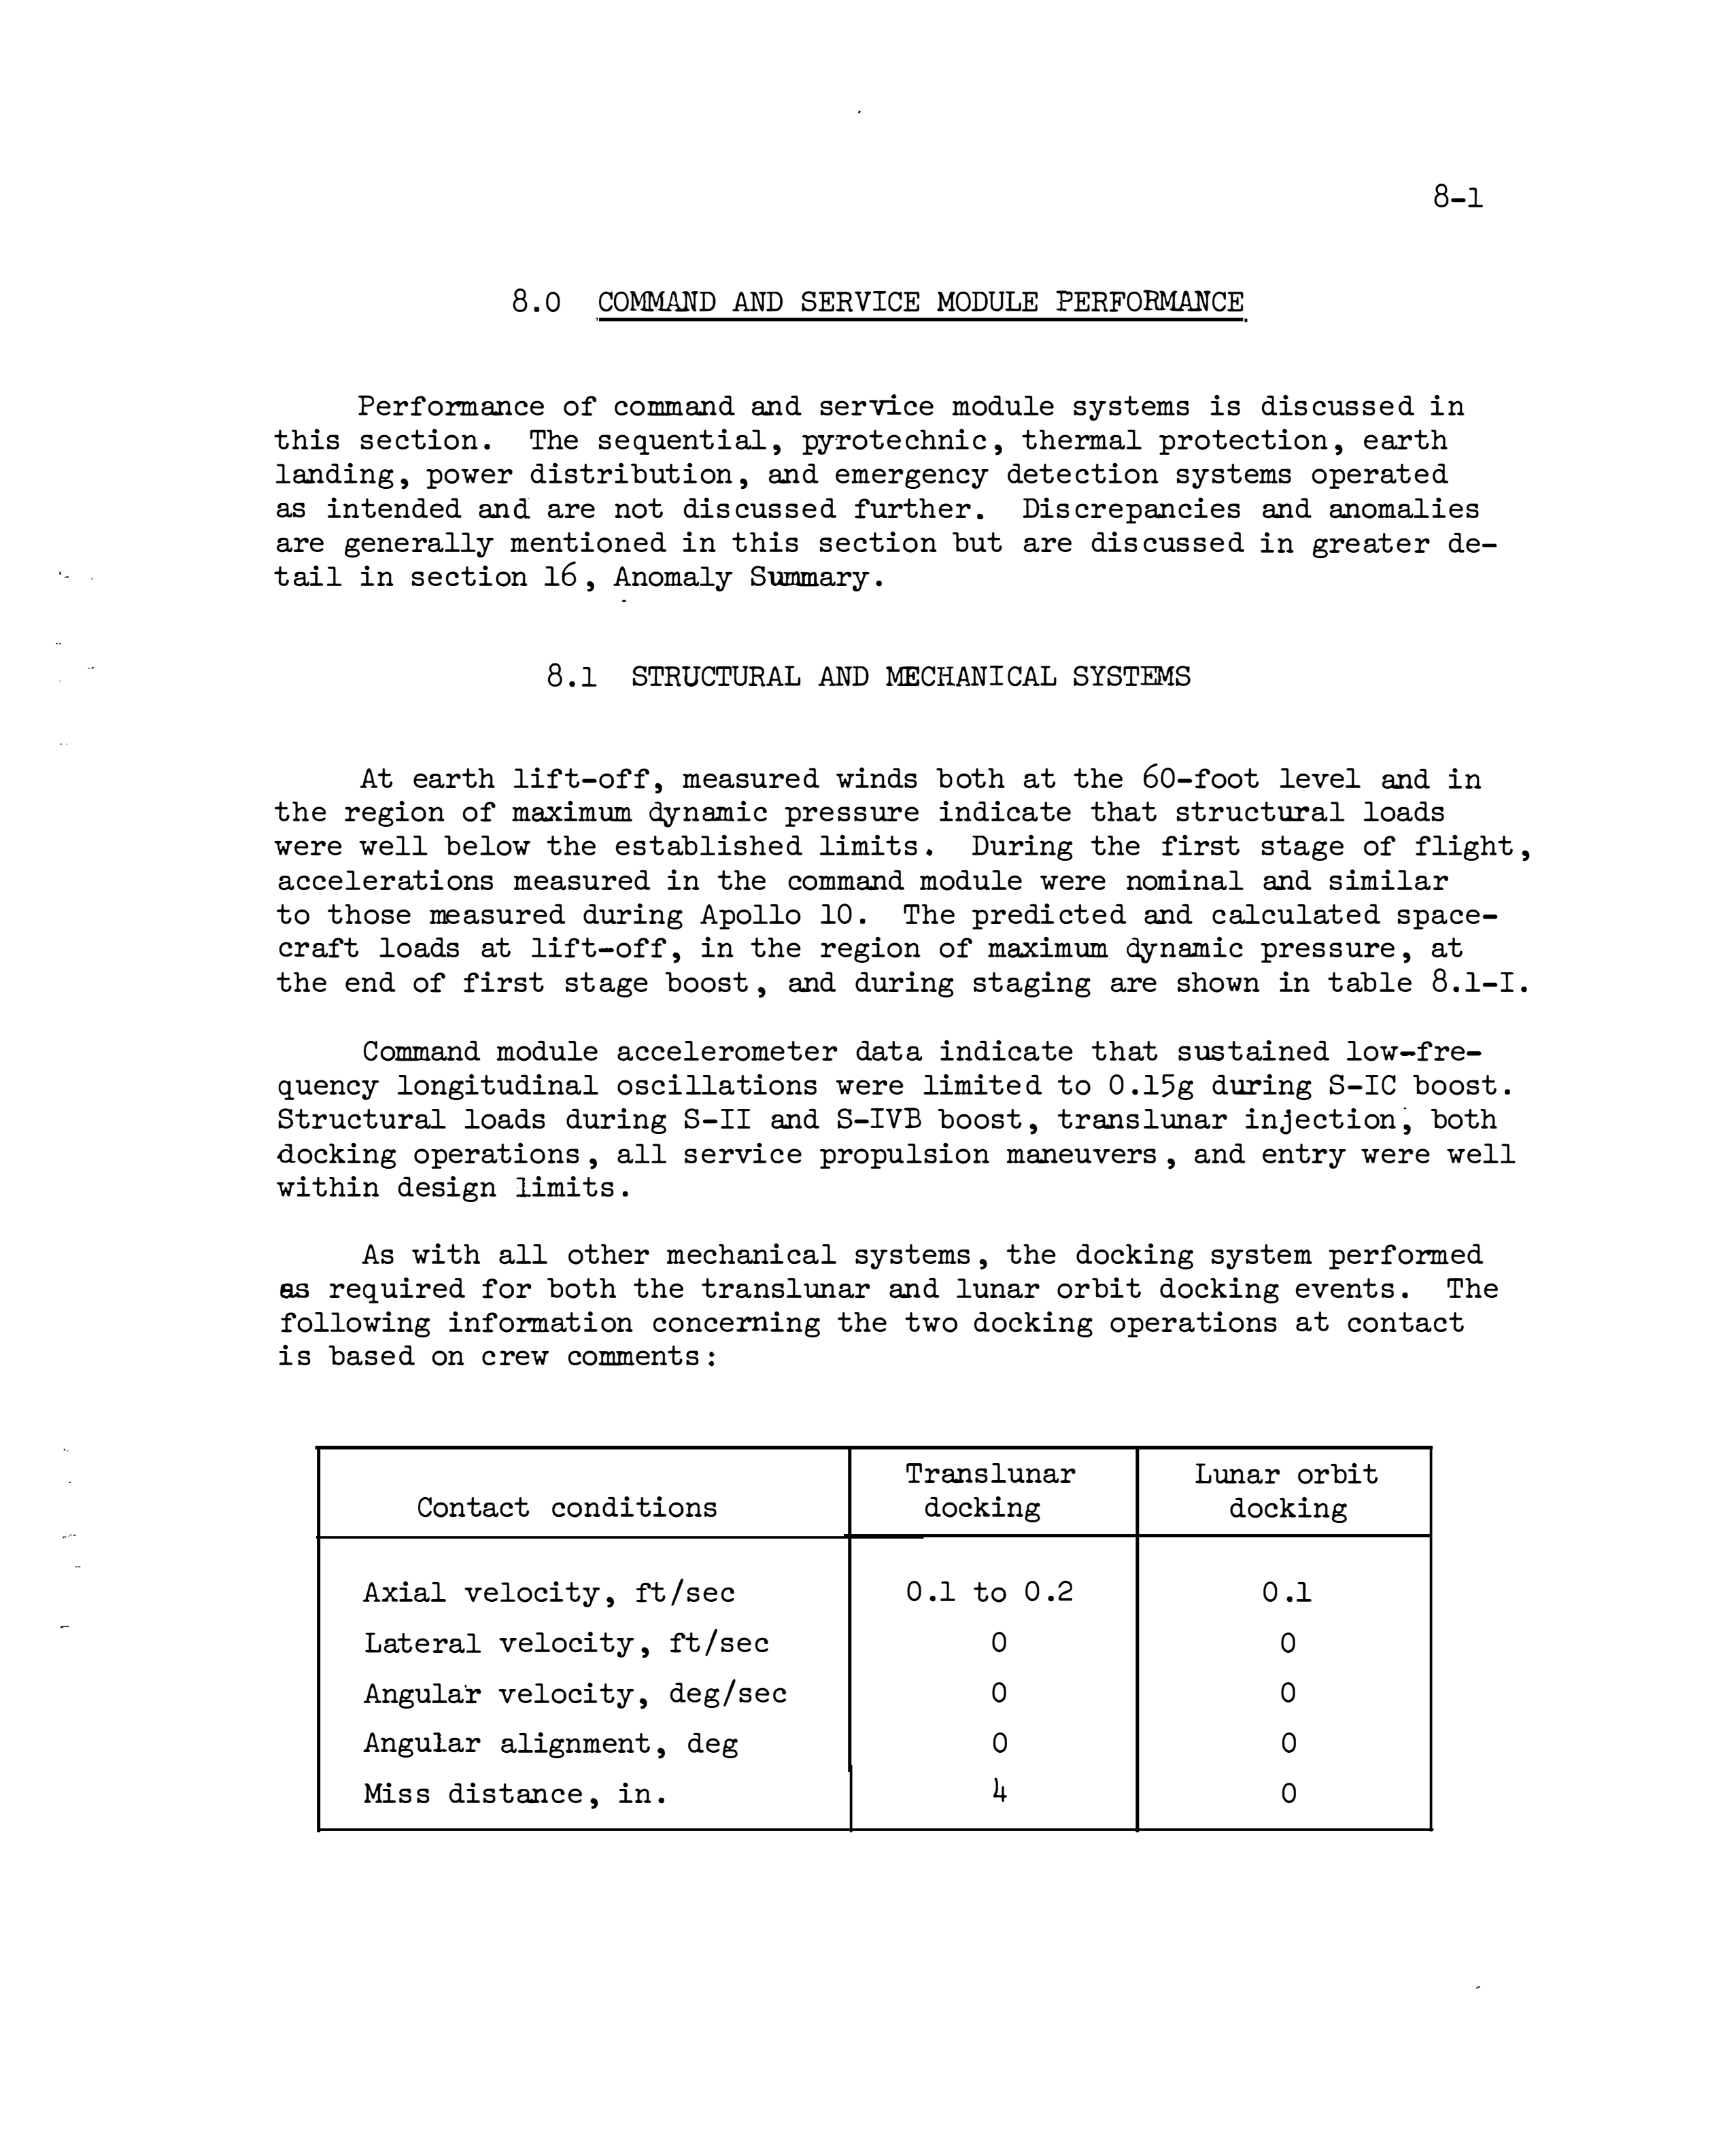 8-1
8.0 COMMAND AND SERVICE MODULE PERFORMANCE
Performance of command and service module systems is discussed in
this section. The sequential, pyrotechnic, thermal protection, earth
landing, power distribution, and emergency detection systems operated
as intended and are not discussed further. Discrepancies and anomalies
are generally mentioned in this section but are discussed in greater de-
tail in section 16, Anomaly Summary.
8.1 STRUCTURAL AND MECHANICAL SYSTEMS
At earth lift-off, measured winds both at the 60-foot level and in
the region of maximum dynamic pressure indicate that structural loads
were well below the established limits. During the first stage of flight,
accelerations measured in the command module were nominal and similar
to those measured during Apollo 10. The predicted and calculated space-
craft loads at lift-off, in the region of maximum dynamic pressure, at
the end of first stage boost, and during staging are shown in table 8.1-I.
Command module accelerometer data indicate that sustained low-fre-
quency longitudinal oscillations were limited to 0.15g during S-IC boost.
Structural loads during S-II and S-IVB boost, translunar injection, both
docking operations, all service propulsion maneuvers, and entry were well
within design limits.
As with all other mechanical systems, the docking system performed
as required for both the translunar and lunar orbit docking events. The
following information concerning the two docking operations at contact
is based on crew comments:
Contact conditions Translunar docking Lunar orbit docking
Axial velocity, ft/sec 0.1 to 0.2 0.1
Lateral velocity, ft/sec 0 0
Angular velocity, deg/sec 0 0
Angular alignment, deg 0 0
Miss distance, in. 4 0